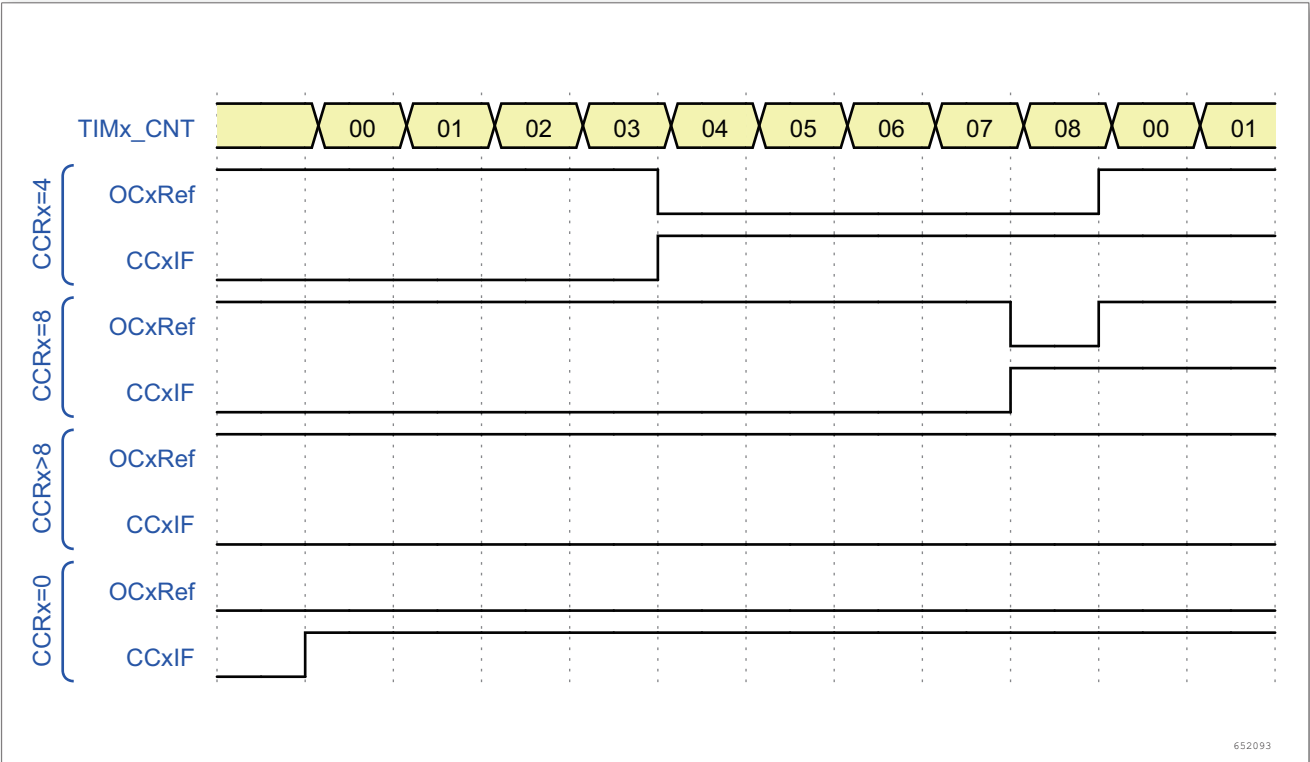 TIMx_CNT 00 01 02 03 04 05 06 07 08 00 01
CCRx=4
OCxRef
CCxIF
CCRx=8
OCxRef
CCxIF
CCRx>8
OCxRef
CCxIF
CCRx=0
OCxRef
CCxIF
652093